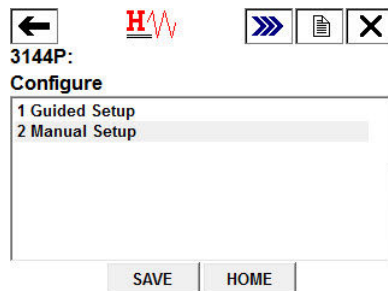 H
3144P:
Configure
1 Guided Setup
2 Manual Setup
SAVE HOME